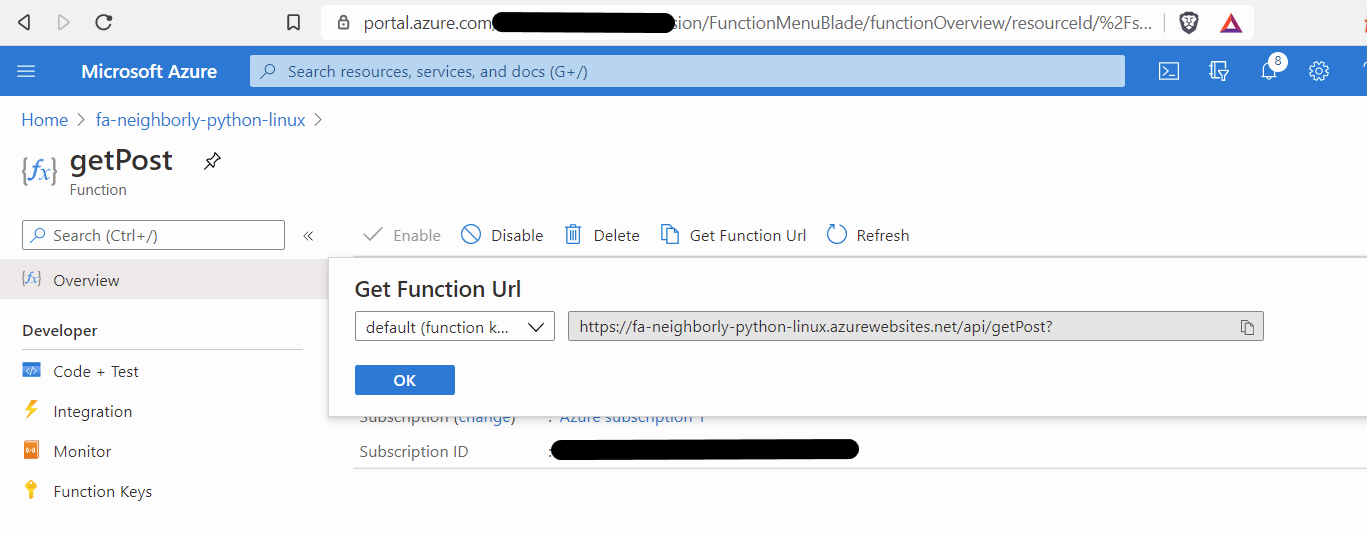 portal.azure.com/ sion/FunctionMenuBlade/functionOverview/resourceId/%2Fs...
Microsoft Azure Search resources, services, and docs (G+/) 8
Home > fa-neighborly-python-linux >
{fx} getPost
Function
Search (Ctrl+/) « Enable Disable Delete Get Function Url Refresh
{fx} Overview
Get Function Url
default (function k... https://fa-neighborly-python-linux.azurewebsites.net/api/getPost?
OK
Developer
Code + Test
Integration
Monitor
Function Keys
Subscription (change) : Azure subscription 1
Subscription ID :